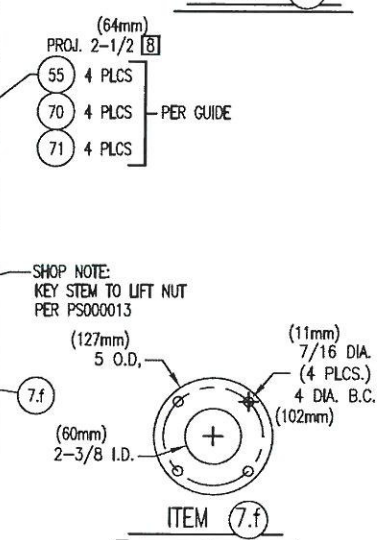 (64mm)
PROJ. 2-1/2 8
55 4 PLCS
70 4 PLCS PER GUIDE
71 4 PLCS
SHOP NOTE:
KEY STEM TO LIFT NUT
PER PS000013
(127mm)
5 O.D,
(11mm)
7/16 DIA.
(4 PLCS.)
4 DIA. B.C.
(102mm)
7.f
(60mm)
2-3/8 I.D.
ITEM 7.f